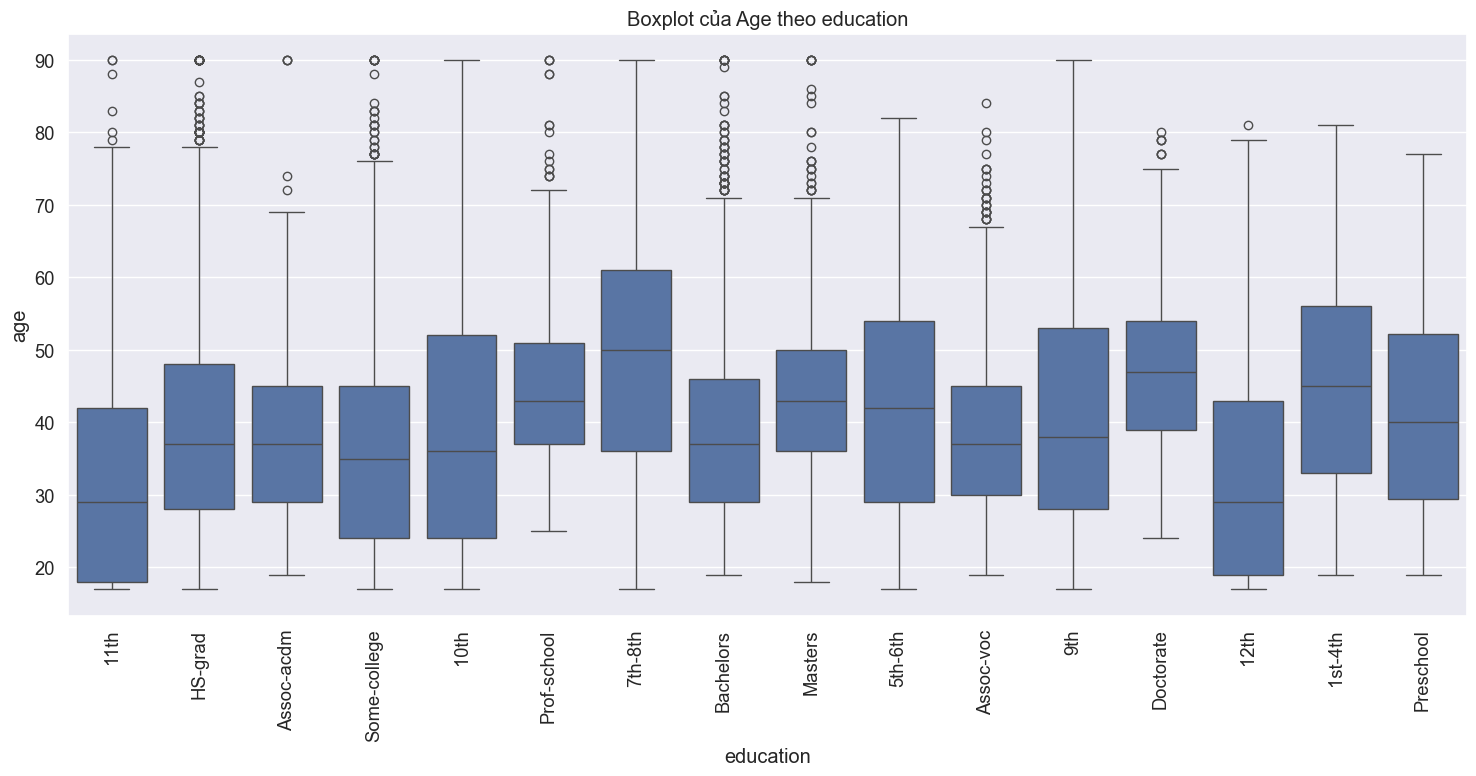 Boxplot của Age theo education
age
90
80
70
60
50
40
30
20
11th
HS-grad
Assoc-acdm
Some-college
10th
Prof-school
7th-8th
Bachelors
Masters
5th-6th
Assoc-voc
9th
Doctorate
12th
1st-4th
Preschool
education